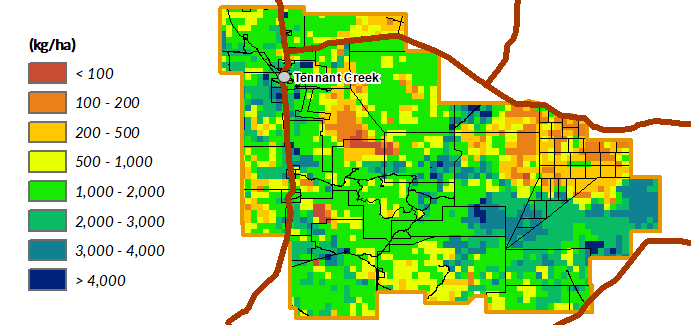 (kg/ha)
< 100
100 - 200
200 - 500
500 - 1,000
1,000 - 2,000
2,000 - 3,000
3,000 - 4,000
> 4,000
Tennant Creek